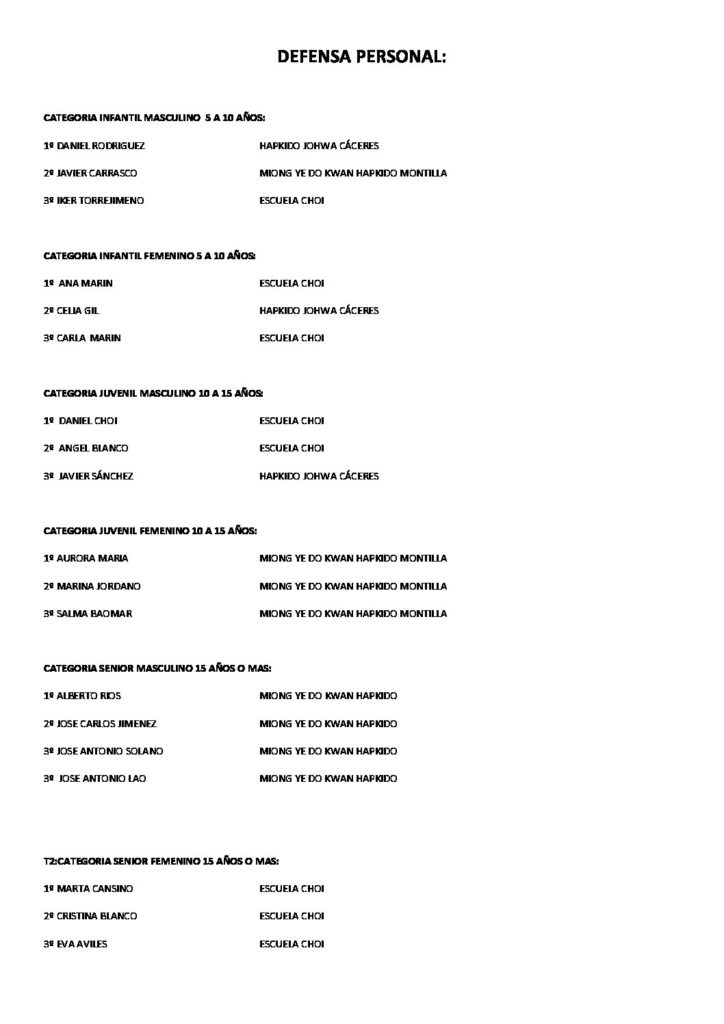 DEFENSA PERSONAL:
CATEGORIA INFANTIL MASCULINO 5 A 10 AÑOS:
1º DANIEL RODRIGUEZ HAPKIDO JOHWA CÁCERES
2º JAVIER CARRASCO MIONG YE DO KWAN HAPKIDO MONTILLA
3º IKER TORREJIMENO ESCUELA CHOI
CATEGORIA INFANTIL FEMENINO 5 A 10 AÑOS:
1º ANA MARIN ESCUELA CHOI
2º CELIA GIL HAPKIDO JOHWA CÁCERES
3º CARLA MARIN ESCUELA CHOI
CATEGORIA JUVENIL MASCULINO 10 A 15 AÑOS:
1º DANIEL CHOI ESCUELA CHOI
2º ANGEL BLANCO ESCUELA CHOI
3º JAVIER SÁNCHEZ HAPKIDO JOHWA CÁCERES
CATEGORIA JUVENIL FEMENINO 10 A 15 AÑOS:
1º AURORA MARIA MIONG YE DO KWAN HAPKIDO MONTILLA
2º MARINA JORDANO MIONG YE DO KWAN HAPKIDO MONTILLA
3º SALMA BAOMAR MIONG YE DO KWAN HAPKIDO MONTILLA
CATEGORIA SENIOR MASCULINO 15 AÑOS O MAS:
1º ALBERTO RIOS MIONG YE DO KWAN HAPKIDO
2º JOSE CARLOS JIMENEZ MIONG YE DO KWAN HAPKIDO
3º JOSE ANTONIO SOLANO MIONG YE DO KWAN HAPKIDO
3º JOSE ANTONIO LAO MIONG YE DO KWAN HAPKIDO
T2:CATEGORIA SENIOR FEMENINO 15 AÑOS O MAS:
1º MARTA CANSINO ESCUELA CHOI
2º CRISTINA BLANCO ESCUELA CHOI
3º EVA AVILES ESCUELA CHOI